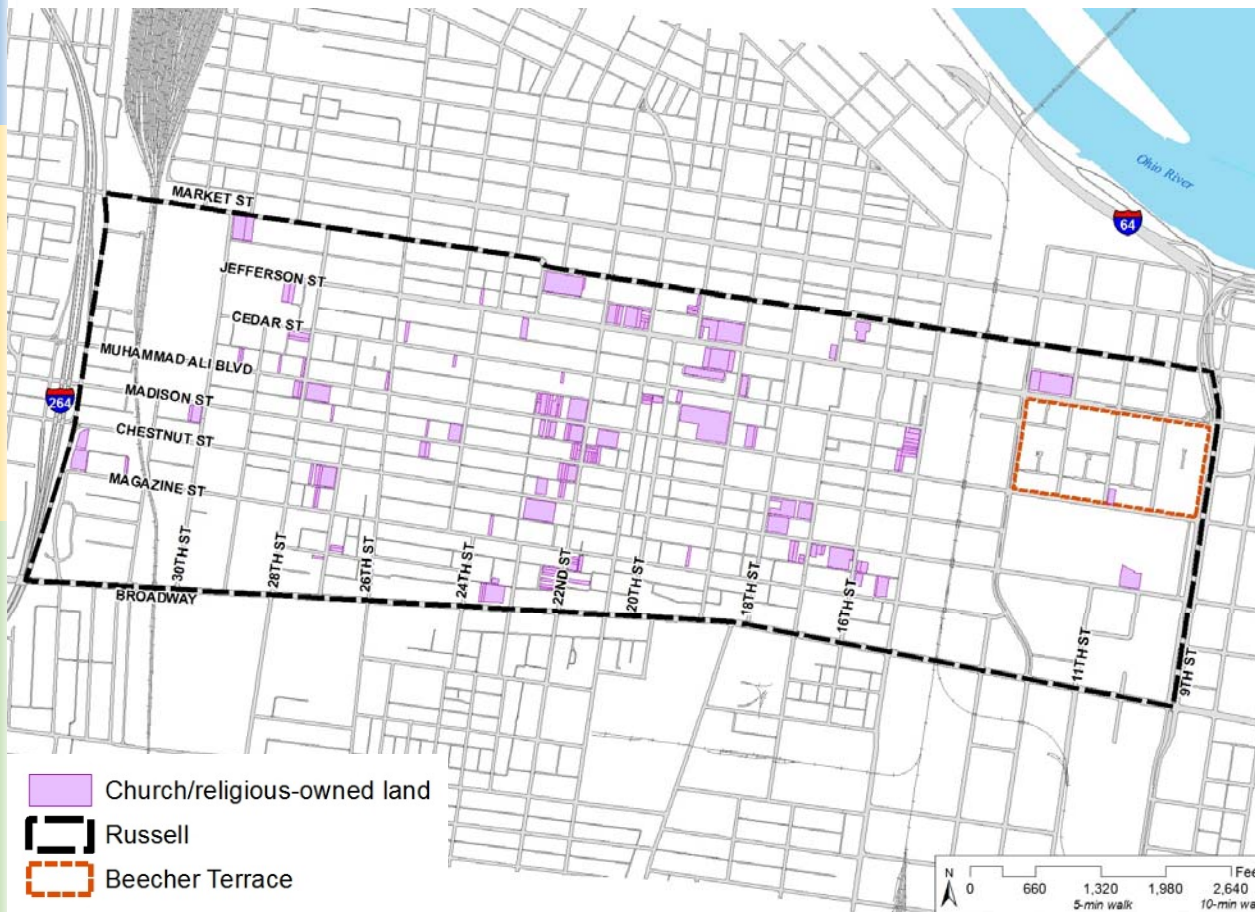 Ohio River
64
MARKET ST
JEFFERSON ST
CEDAR ST
MUHAMMAD ALI BLVD
MADISON ST
264
CHESTNUT ST
MAGAZINE ST
30TH ST
28TH ST
26TH ST
24TH ST
22ND ST
20TH ST
18TH ST
16TH ST
11TH ST
9TH ST
BROADWAY
Church/religious-owned land
Russell
Beecher Terrace
N
0 660 1,320 1,980 2,640 Fee
5-min walk 10-min wa